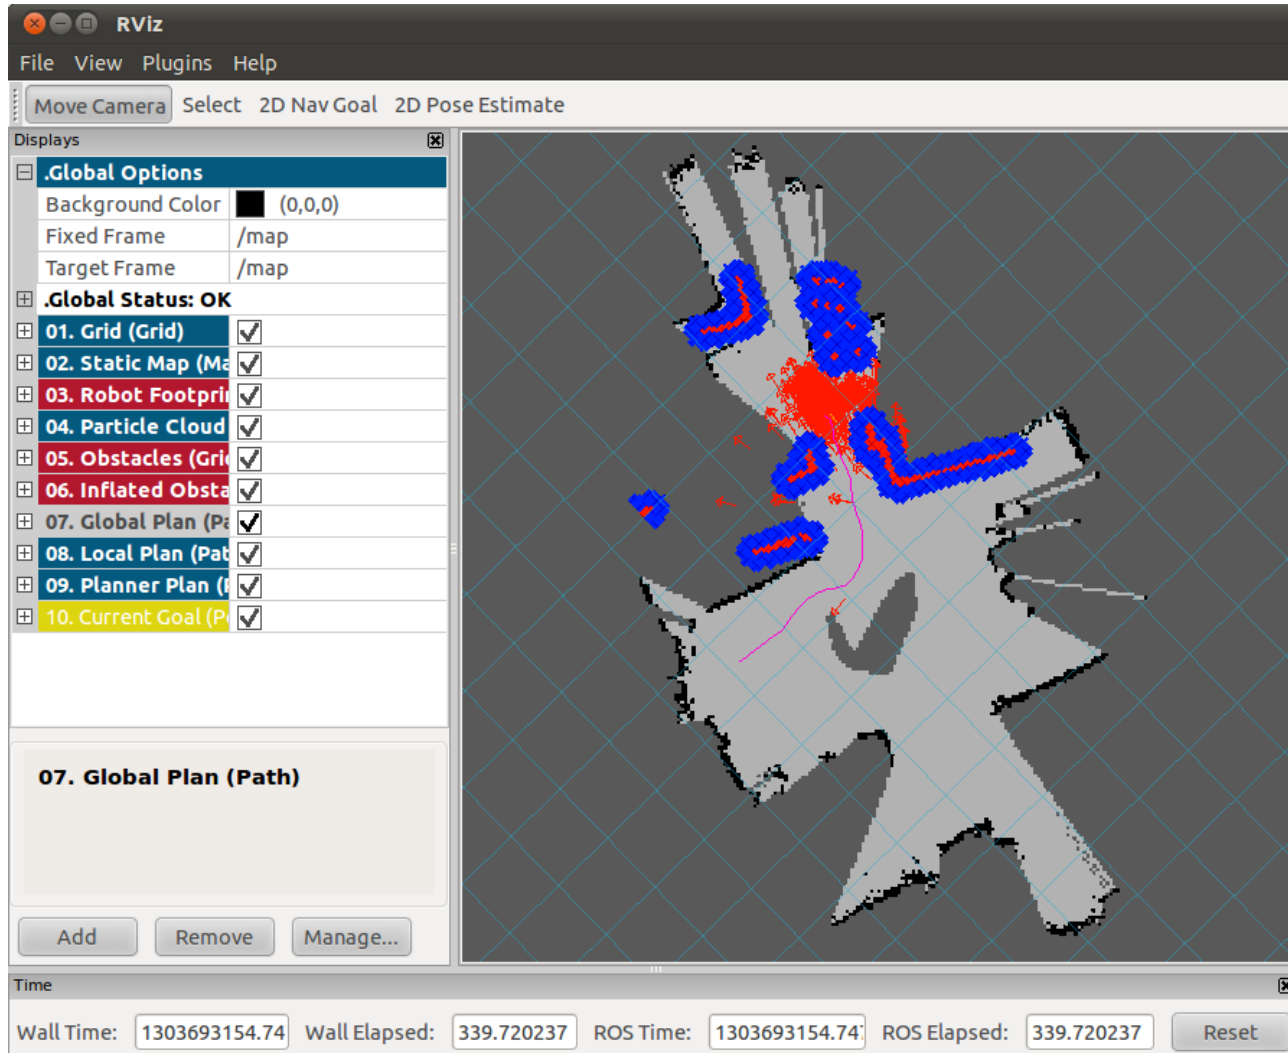 RViz
File View Plugins Help
Move Camera Select 2D Nav Goal 2D Pose Estimate
Displays
.Global Options
Background Color (0,0,0)
Fixed Frame /map
Target Frame /map
.Global Status: OK
01. Grid (Grid)
02. Static Map (Ma
03. Robot Footpri
04. Particle Cloud
05. Obstacles (Gri
06. Inflated Obsta
07. Global Plan (Pa
08. Local Plan (Pat
09. Planner Plan (
10. Current Goal (P
07. Global Plan (Path)
Add Remove Manage...
Time
Wall Time: 1303693154.74 Wall Elapsed: 339.720237 ROS Time: 1303693154.747 ROS Elapsed: 339.720237 Reset